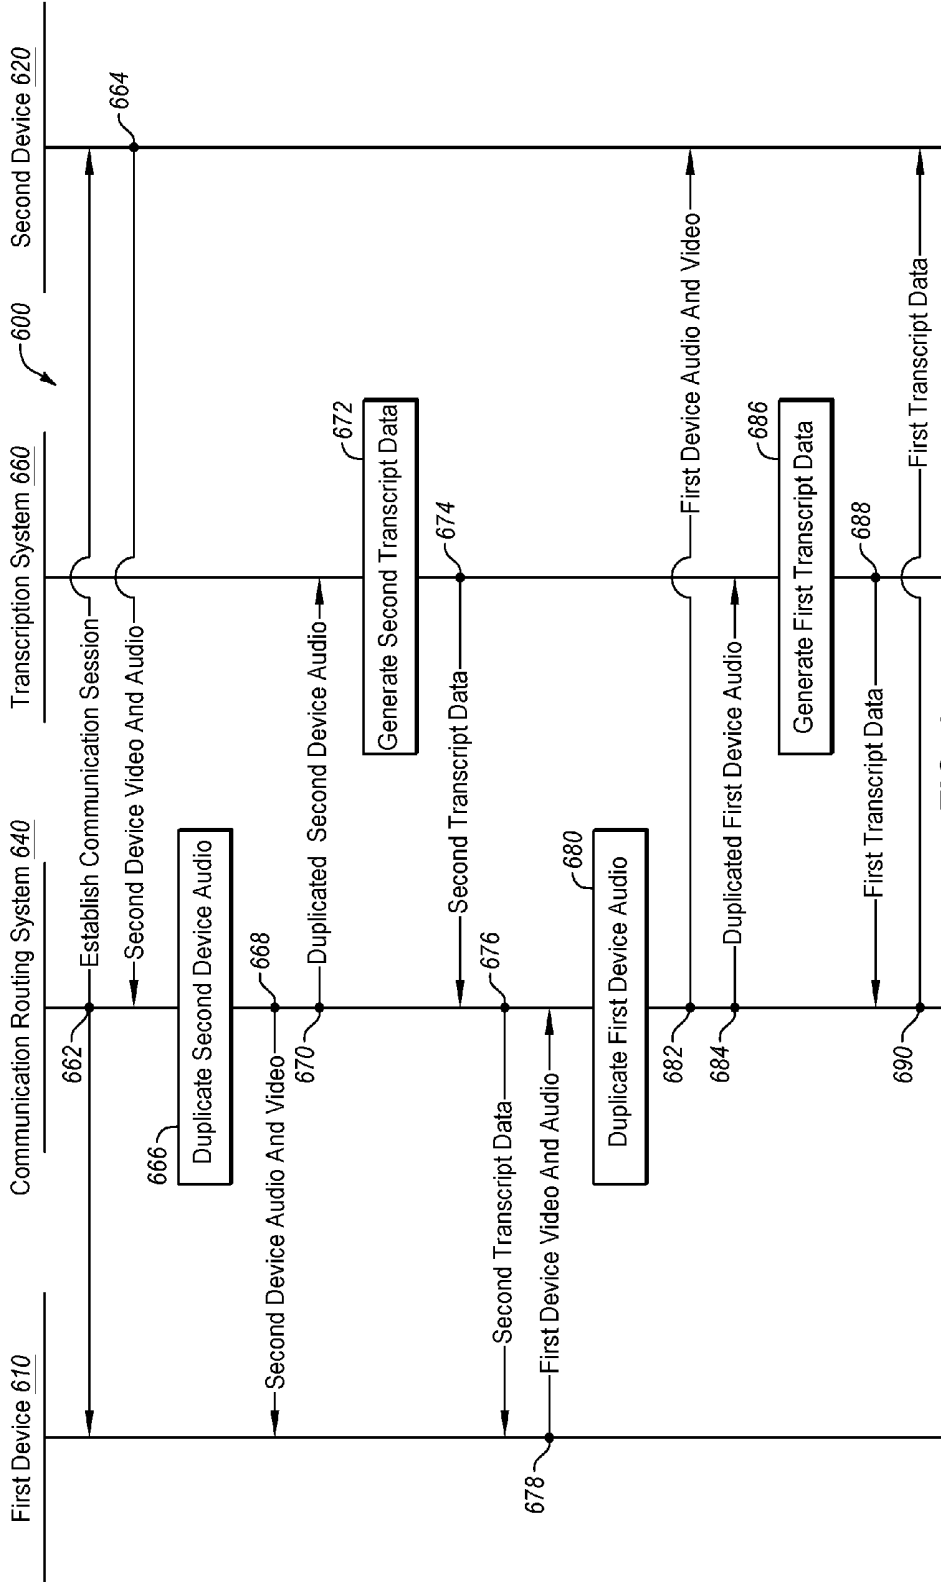 First Device 610
Communication Routing System 640
Transcription System 660
Second Device 620
600
662
Establish Communication Session
664
Second Device Video And Audio
666
Duplicate Second Device Audio
668
Second Device Audio And Video
670
Duplicated Second Device Audio
672
Generate Second Transcript Data
674
Second Transcript Data
676
Second Transcript Data
678
First Device Video And Audio
680
Duplicate First Device Audio
682
First Device Audio And Video
684
Duplicated First Device Audio
686
Generate First Transcript Data
688
First Transcript Data
690
First Transcript Data